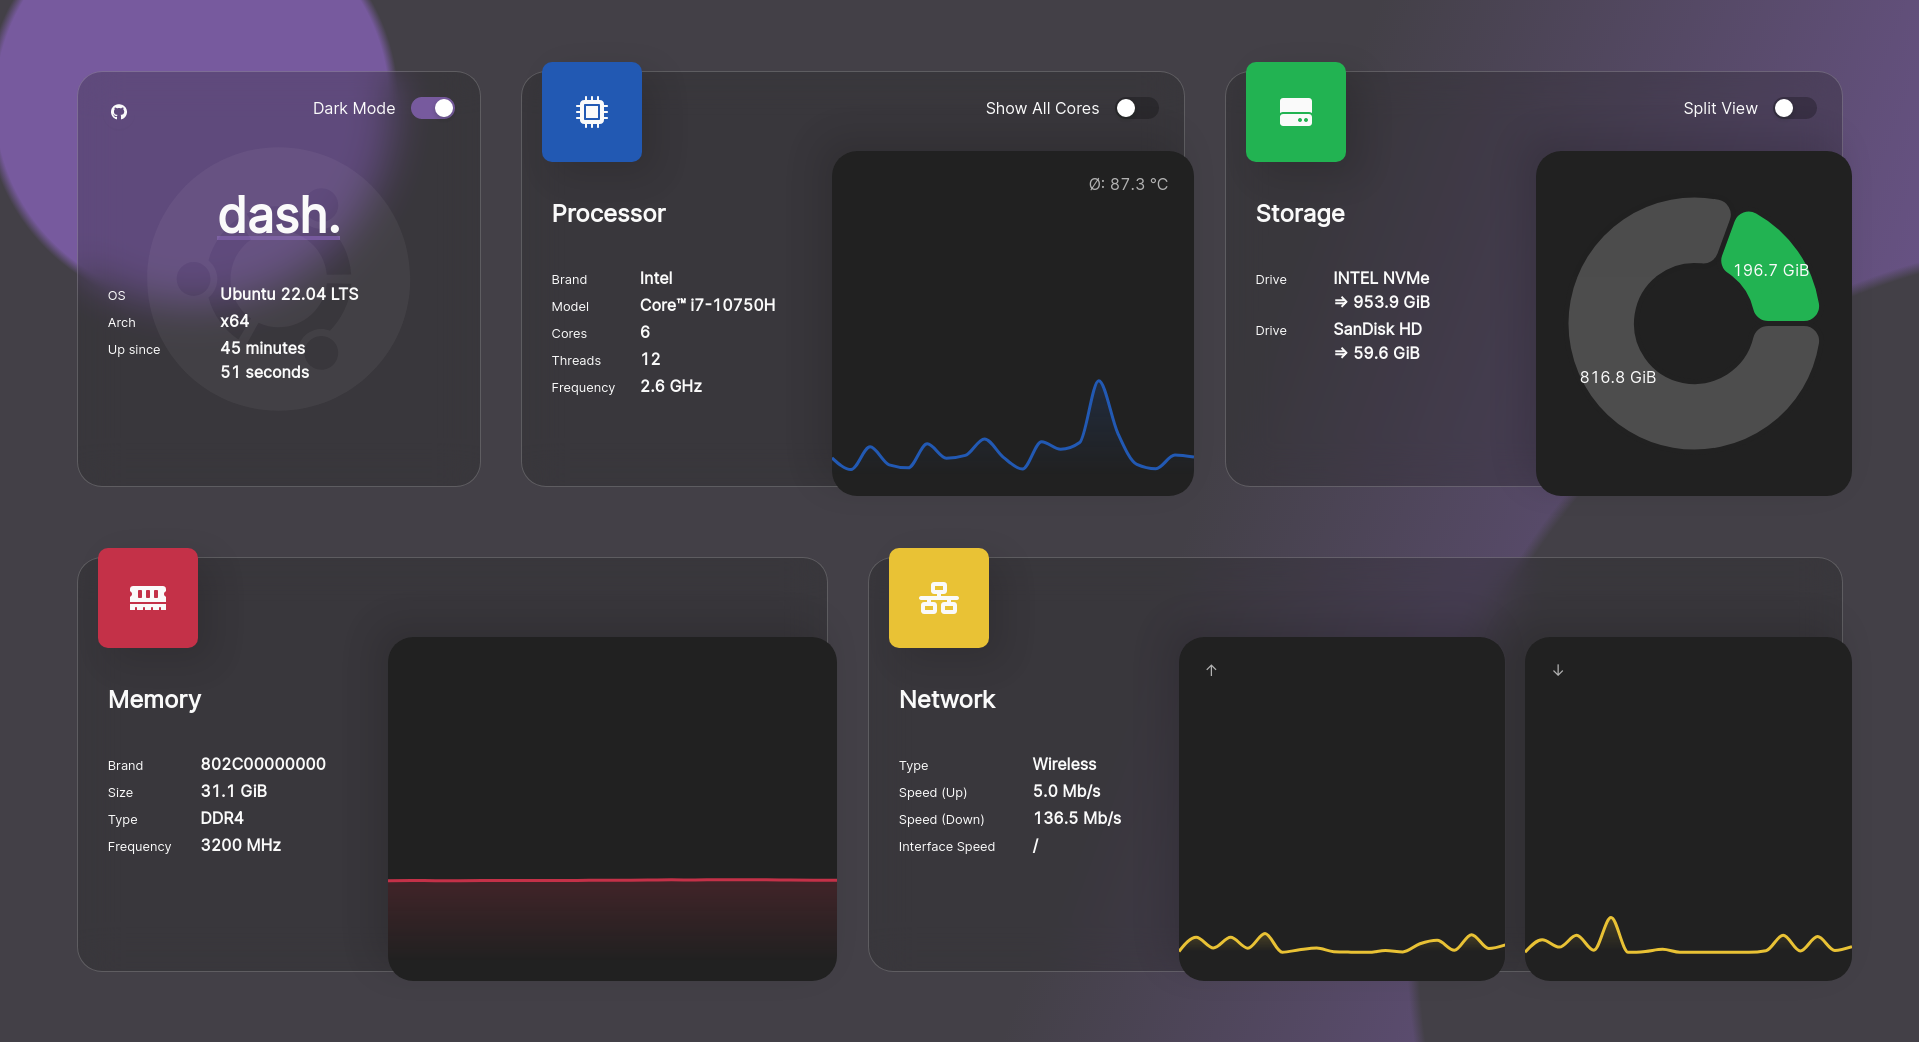 Dark Mode
dash.
OS Ubuntu 22.04 LTS
Arch x64
Up since 45 minutes
51 seconds
Show All Cores
Ø: 87.3 °C
Processor
Brand Intel
Model Core™ i7-10750H
Cores 6
Threads 12
Frequency 2.6 GHz
Split View
Storage
Drive INTEL NVMe
⇒ 953.9 GiB
Drive SanDisk HD
⇒ 59.6 GiB
196.7 GiB
816.8 GiB
Memory
Brand 802C00000000
Size 31.1 GiB
Type DDR4
Frequency 3200 MHz
Network
Type Wireless
Speed (Up) 5.0 Mb/s
Speed (Down) 136.5 Mb/s
Interface Speed /
↑
↓